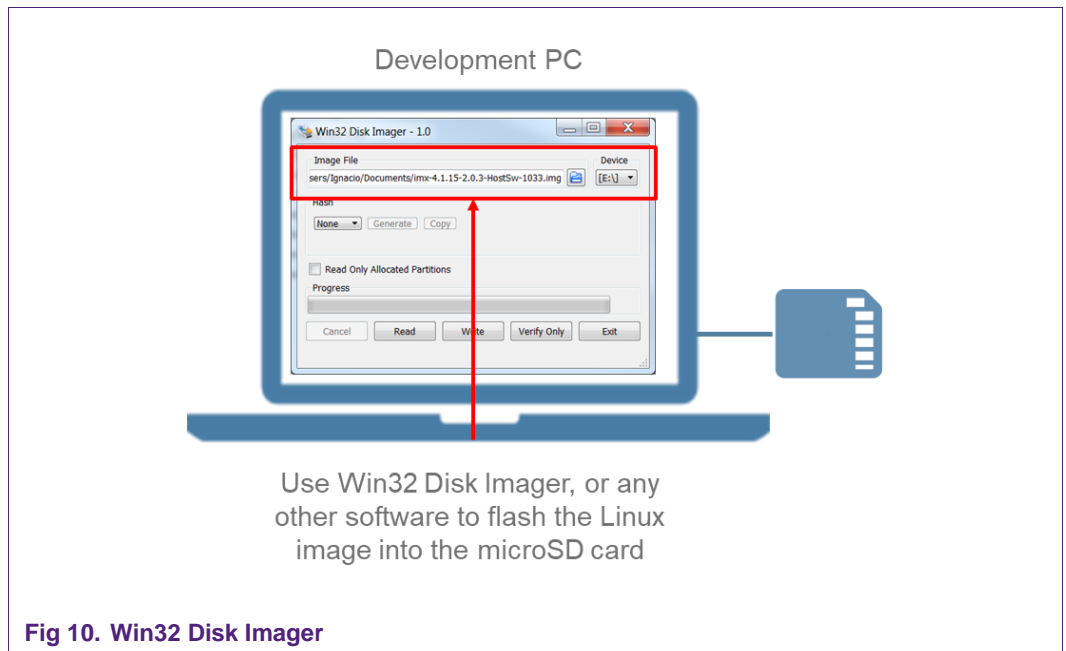 Development PC
Win32 Disk Imager - 1.0
Image File
Device
sers/Ignacio/Documents/imx-4.1.15-2.0.3-HostSw-1033.img
[E:\]
Hash
None
Generate
Copy
Read Only Allocated Partitions
Progress
Cancel
Read
Write
Verify Only
Exit
Use Win32 Disk Imager, or any
other software to flash the Linux
image into the microSD card
Fig 10. Win32 Disk Imager